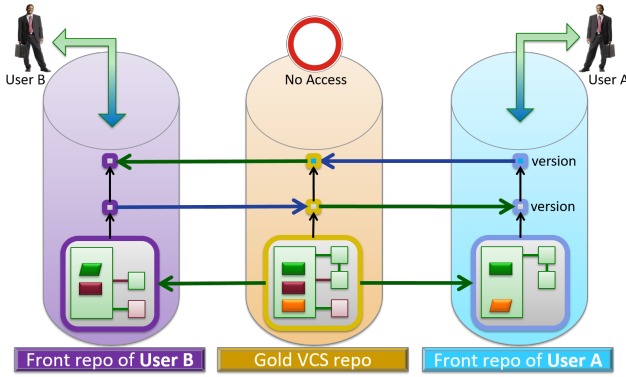 User B
No Access
User A
version
version
Front repo of User B
Gold VCS repo
Front repo of User A